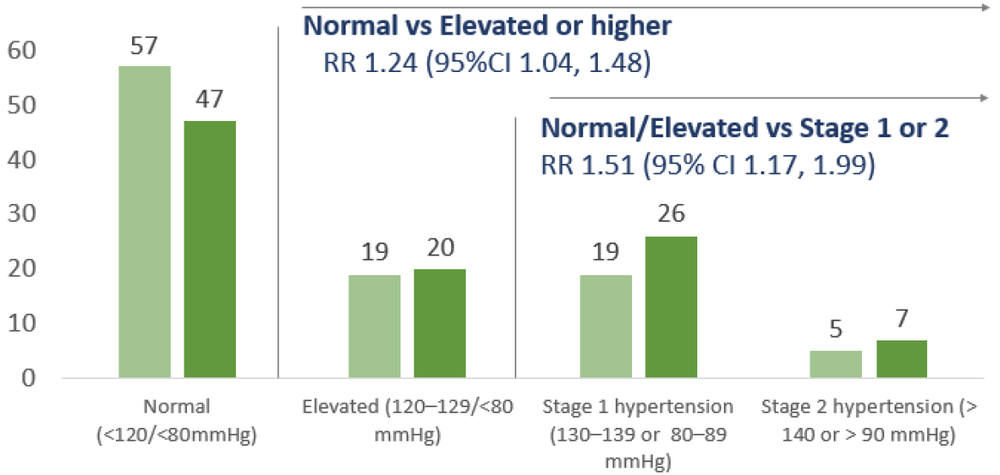 Normal vs Elevated or higher
RR 1.24 (95%CI 1.04, 1.48)
Normal/Elevated vs Stage 1 or 2
RR 1.51 (95% CI 1.17, 1.99)
60
50
40
30
20
10
0
57
47
19
20
19
26
5
7
Normal
(<120/<80mmHg)
Elevated (120–129/<80
mmHg)
Stage 1 hypertension
(130–139 or  80–89
mmHg)
Stage 2 hypertension (>
140 or > 90 mmHg)